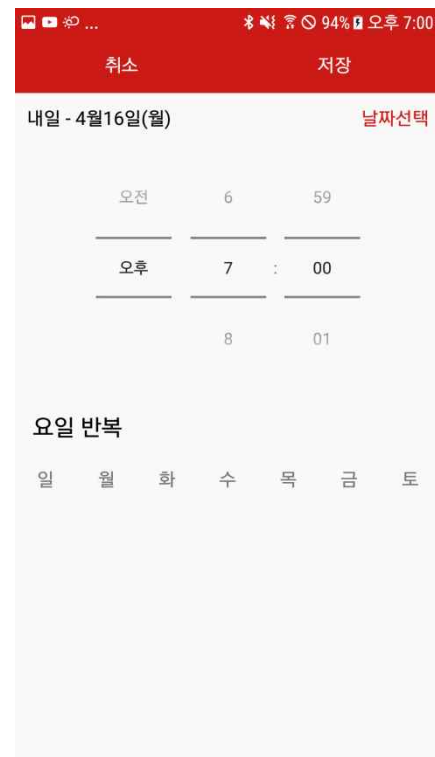 ... 94% 오후 7:00
취소 저장
내일 - 4월16일(월) 날짜선택
오전 6 59
오후 7 : 00
8 01
요일 반복
일 월 화 수 목 금 토